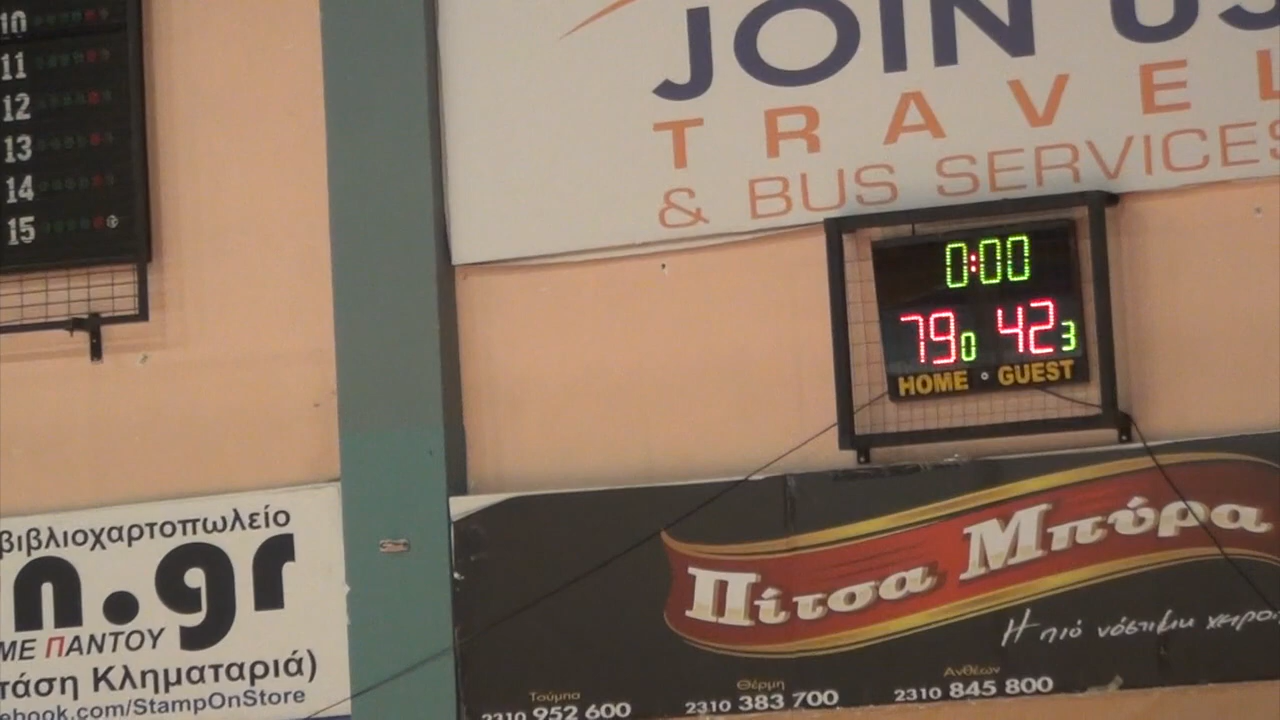 10
11
12
13
14
15
JOIN US
TRAVEL
& BUS SERVICES
0:00
79 0 42 3
HOME GUEST
βιβλιοχαρτοπωλείο
n.gr
ΜΕ ΠΑΝΤΟΥ
τάση Κληματαριά)
ebook.com/StampOnStore
Πίτσα Μπύρα
Η πιό νόστιμη
Τούμπα Θέρμη Ανθέων
2310 952 600 2310 383 700 2310 845 800